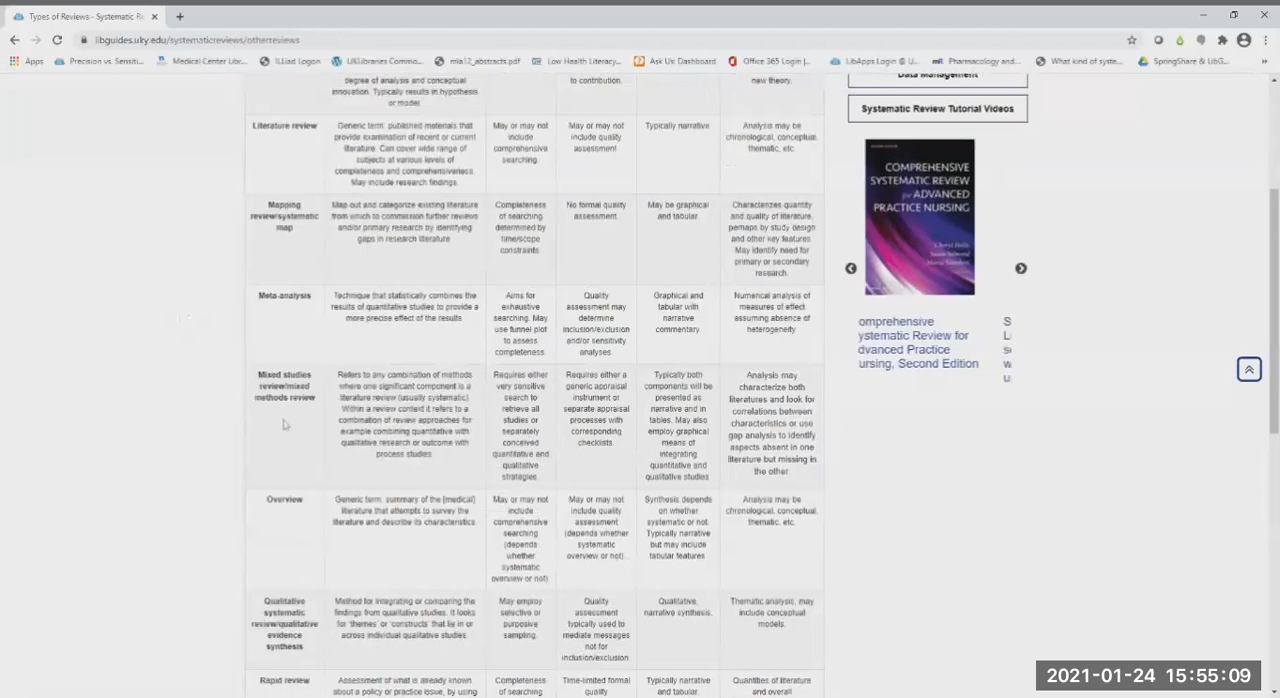 Types of Reviews - Systematic Re
libguides.uky.edu/systematicreviews/otherreviews
Apps
Precision vs. Sensiti...
Medical Center Libr...
ILLiad Logon
UKLibraries Commo...
mla12_abstracts.pdf
Low Health Literacy...
Ask Us: Dashboard
Office 365 Login |...
LibApps Login @ U...
Pharmacology and...
What kind of syste...
SpringShare & LibG...
degree of analysis and conceptual
innovation. Typically results in hypothesis
or model
to contribution.
new theory.
Literature review
Generic term: published materials that
provide examination of recent or current
literature. Can cover wide range of
subjects at various levels of
completeness and comprehensiveness.
May include research findings.
May or may not
include
comprehensive
searching.
May or may not
include quality
assessment
Typically narrative
Analysis may be
chronological, conceptual,
thematic, etc.
Mapping
review/systematic
map
Map out and categorize existing literature
from which to commission further reviews
and/or primary research by identifying
gaps in research literature
Completeness
of searching
determined by
time/scope
constraints
No formal quality
assessment.
May be graphical
and tabular.
Characterizes quantity
and quality of literature,
perhaps by study design
and other key features
May identify need for
primary or secondary
research.
Meta-analysis
Technique that statistically combines the
results of quantitative studies to provide a
more precise effect of the results
Aims for
exhaustive
searching. May
use funnel plot
to assess
completeness.
Quality
assessment may
determine
inclusion/exclusion
and/or sensitivity
analyses.
Graphical and
tabular with
narrative
commentary.
Numerical analysis of
measures of effect
assuming absence of
heterogeneity.
Mixed studies
review/mixed
methods review
Refers to any combination of methods
where one significant component is a
literature review (usually systematic)
Within a review context it refers to a
combination of review approaches for
example combining quantitative with
qualitative research or outcome with
process studies
Requires either
very sensitive
search to
retrieve all
studies or
separately
conceived
quantitative and
qualitative
strategies.
Requires either a
generic appraisal
instrument or
separate appraisal
processes with
corresponding
checklists.
Typically both
components will be
presented as
narrative and in
tables. May also
employ graphical
means of
integrating
quantitative and
qualitative studies
Analysis may
characterize both
literatures and look for
correlations between
characteristics or use
gap analysis to identify
aspects absent in one
literature but missing in
the other
Overview
Generic term: summary of the [medical]
literature that attempts to survey the
literature and describe its characteristics
May or may not
include
comprehensive
searching
(depends
whether
systematic
overview or not)
May or may not
include quality
assessment
(depends whether
systematic
overview or not).
Synthesis depends
on whether
systematic or not.
Typically narrative
but may include
tabular features
Analysis may be
chronological, conceptual,
thematic, etc.
Qualitative
systematic
review/qualitative
evidence
synthesis
Method for integrating or comparing the
findings from qualitative studies. It looks
for 'themes' or 'constructs' that lie in or
across individual qualitative studies.
May employ
selective or
purposive
sampling.
Quality
assessment
typically used to
mediate messages
not for
inclusion/exclusion.
Qualitative,
narrative synthesis.
Thematic analysis, may
include conceptual
models.
Rapid review
Assessment of what is already known
about a policy or practice issue, by using
Completeness
of searching
Time-limited formal
quality
Typically narrative
and tabular.
Quantities of literature
and overall
Data Management
Systematic Review Tutorial Videos
COMPREHENSIVE
SYSTEMATIC REVIEW
for ADVANCED
PRACTICE NURSING
omprehensive
ystematic Review for
dvanced Practice
ursing, Second Edition
2021-01-24 15:55:09